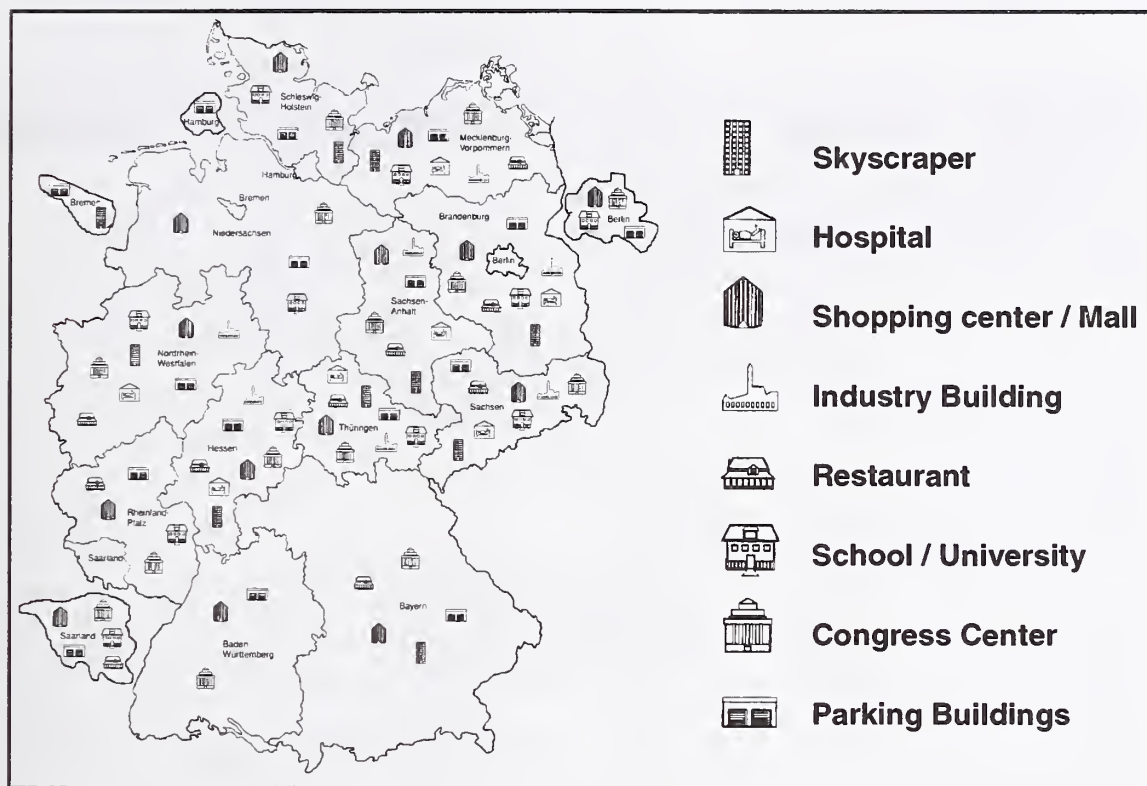 Schleswig-
Holstein
Hamburg
Mecklenburg-
Vorpommern
Hamburg
Bremen
Bremen
Niedersachsen
Brandenburg
Berlin
Berlin
Sachsen-
Anhalt
Nordrhein-
Westfalen
Sachsen
Thüringen
Hessen
Rheinland-
Pfalz
Saarland
Saarland
Bayern
Baden
Württemberg
Skyscraper
Hospital
Shopping center / Mall
Industry Building
Restaurant
School / University
Congress Center
Parking Buildings